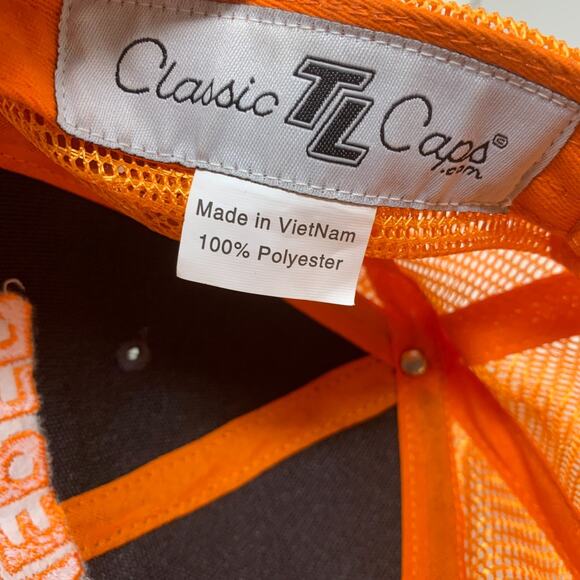 Classic TL Caps®
.com
Made in VietNam
100% Polyester